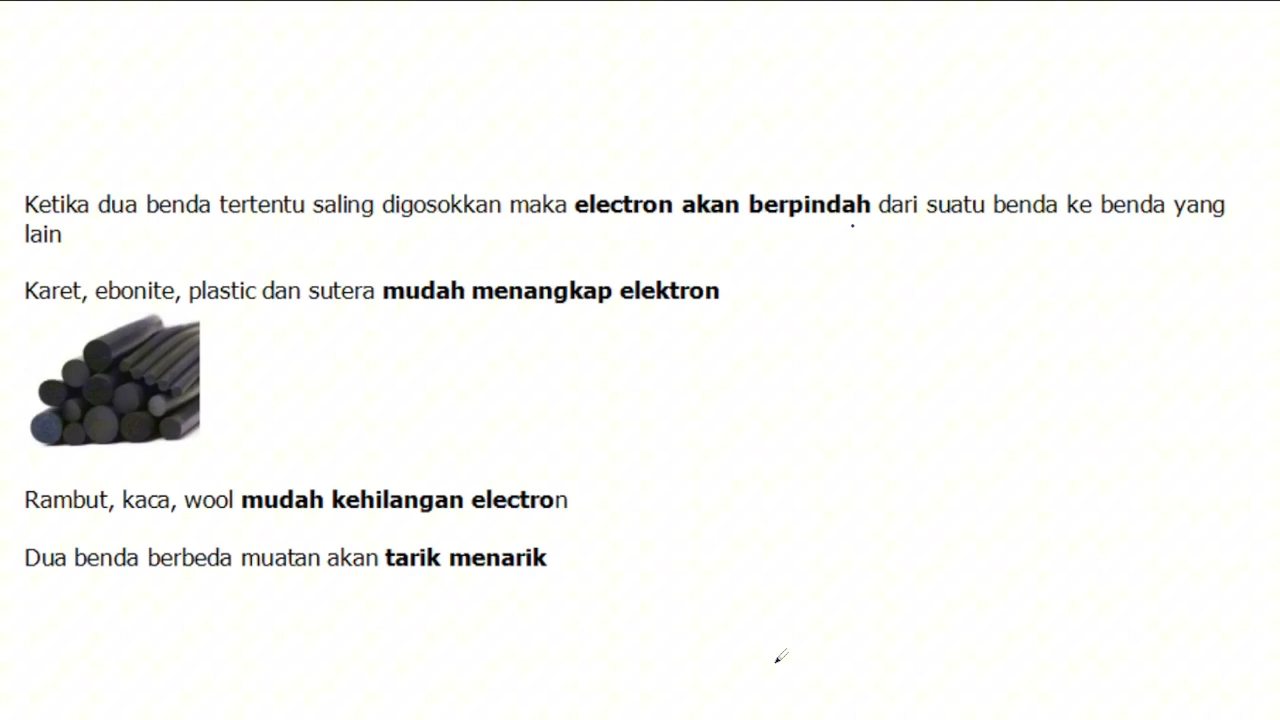 Ketika dua benda tertentu saling digosokkan maka electron akan berpindah dari suatu benda ke benda yang
lain
Karet, ebonite, plastic dan sutera mudah menangkap elektron
Rambut, kaca, wool mudah kehilangan electron
Dua benda berbeda muatan akan tarik menarik